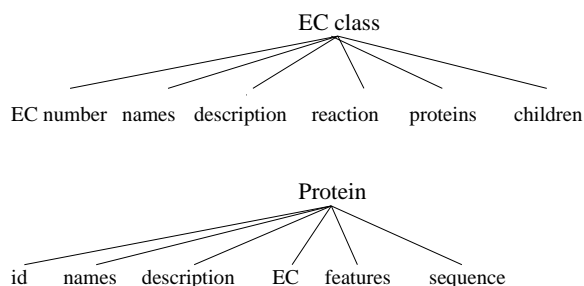 EC class
EC number names description reaction proteins children
Protein
id names description EC features sequence